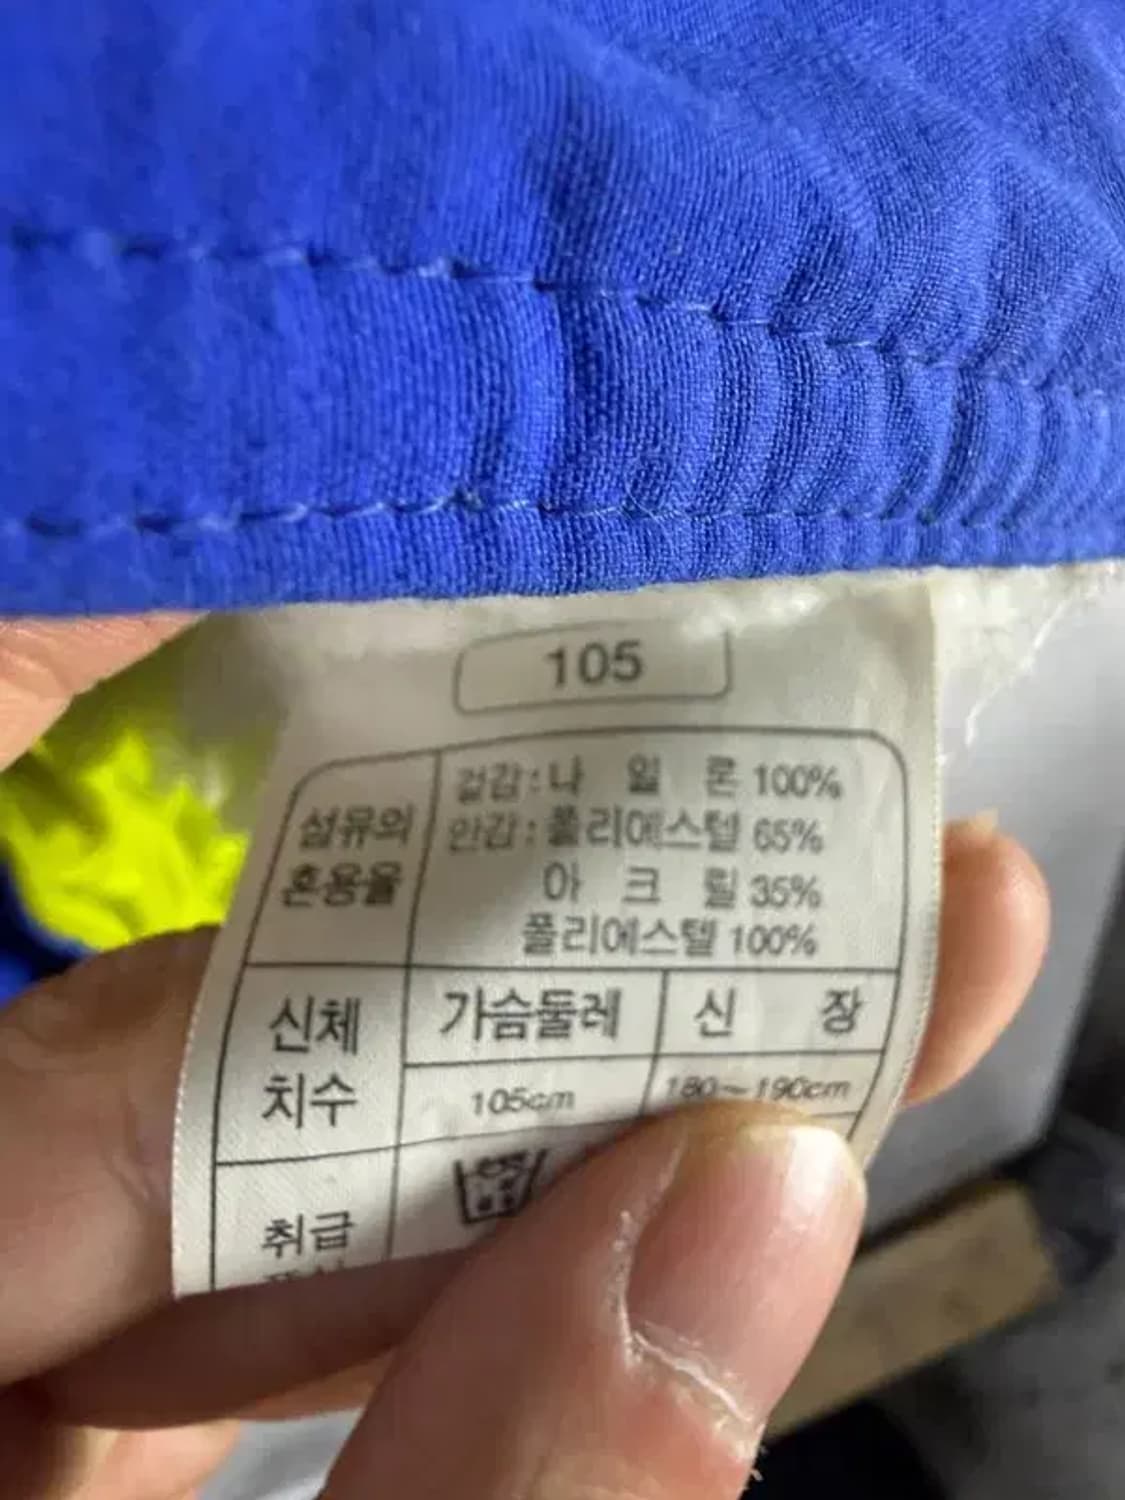 105
섬유의
혼용율
겉감 : 나 일 론 100%
안감 : 폴리에스텔 65%
아 크 릴 35%
폴리에스텔 100%
신체
치수
가슴둘레 신 장
105cm 180~190cm
취급